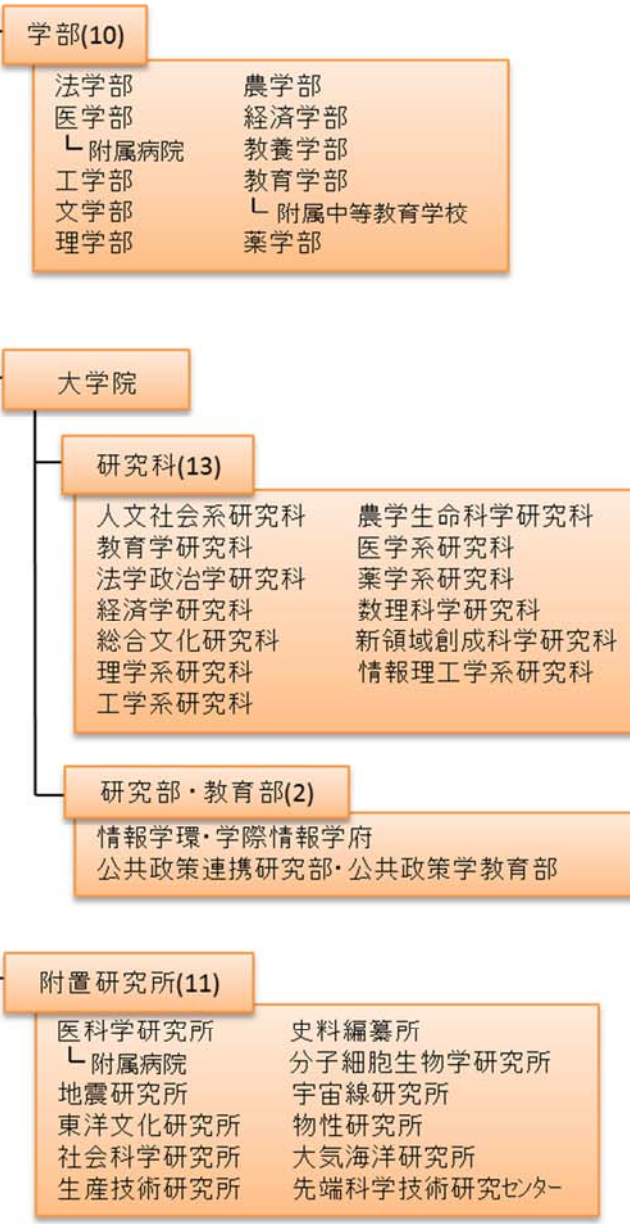 学部(10)
法学部
医学部
┗ 附属病院
工学部
文学部
理学部
農学部
経済学部
教養学部
教育学部
┗ 附属中等教育学校
薬学部
大学院
研究科(13)
人文社会系研究科
教育学研究科
法学政治学研究科
経済学研究科
総合文化研究科
理学系研究科
工学系研究科
農学生命科学研究科
医学系研究科
薬学系研究科
数理科学研究科
新領域創成科学研究科
情報理工学系研究科
研究部・教育部(2)
情報学環・学際情報学府
公共政策連携研究部・公共政策学教育部
附置研究所(11)
医科学研究所
┗ 附属病院
地震研究所
東洋文化研究所
社会科学研究所
生産技術研究所
史料編纂所
分子細胞生物学研究所
宇宙線研究所
物性研究所
大気海洋研究所
先端科学技術研究センター